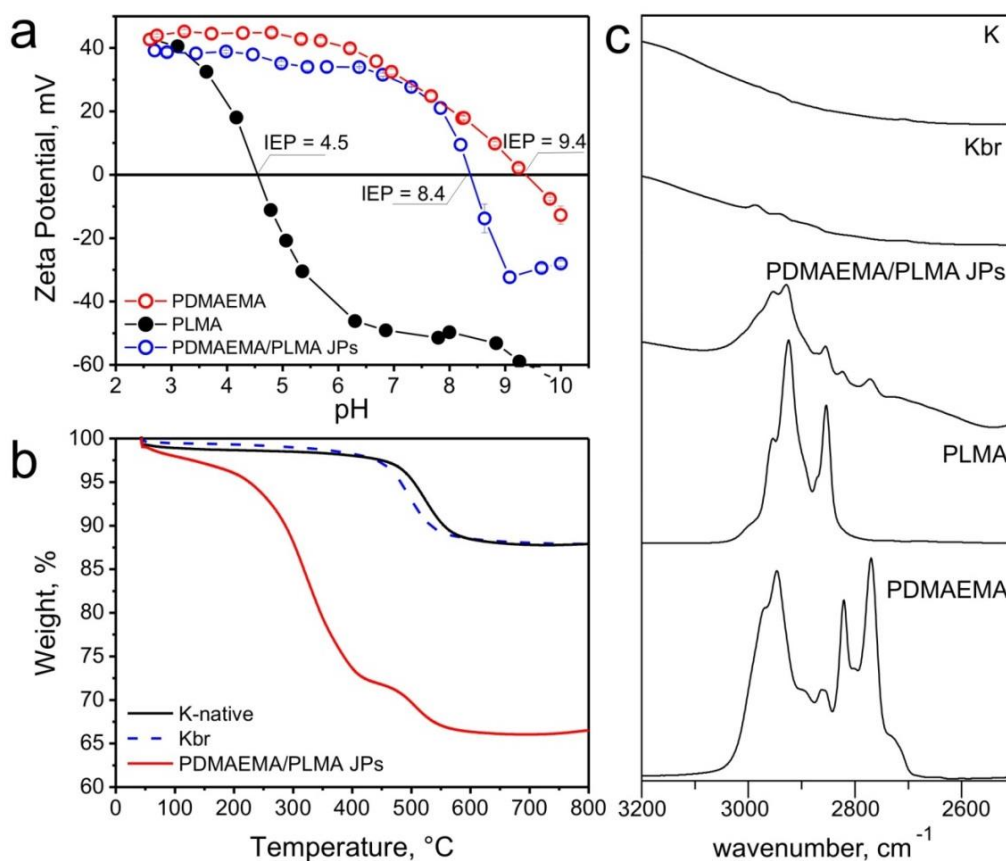 a
Zeta Potential, mV
40
20
0
-20
-40
-60
IEP = 4.5
IEP = 9.4
IEP = 8.4
PDMAEMA
PLMA
PDMAEMA/PLMA JPs
2 3 4 5 6 7 8 9 10
pH
b
Weight, %
100
95
90
85
80
75
70
65
60
K-native
Kbr
PDMAEMA/PLMA JPs
0 100 200 300 400 500 600 700 800
Temperature, °C
c
K
Kbr
PDMAEMA/PLMA JPs
PLMA
PDMAEMA
3200 3000 2800 2600
wavenumber, cm⁻¹